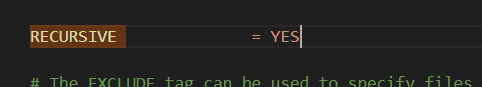 RECURSIVE = YES
# The EXCLUDE tag can be used to specify files